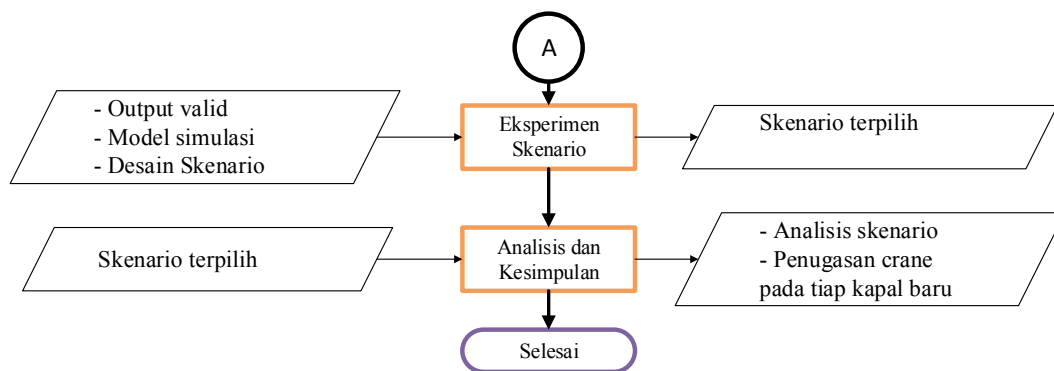 A
- Output valid
- Model simulasi
- Desain Skenario
Eksperimen
Skenario
Skenario terpilih
Skenario terpilih
Analisis dan
Kesimpulan
- Analisis skenario
- Penugasan crane
pada tiap kapal baru
Selesai